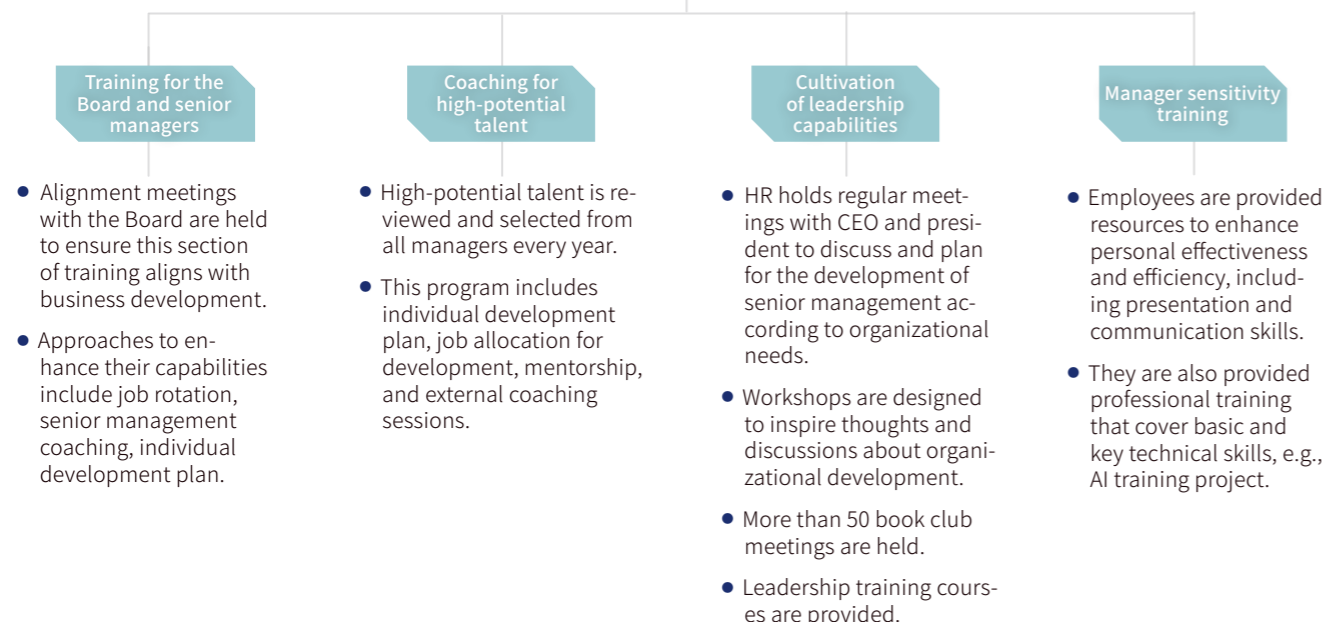 Training for the
Board and senior
managers
Alignment meetings
with the Board are held
to ensure this section
of training aligns with
business development.
Approaches to en-
hance their capabilities
include job rotation,
senior management
coaching, individual
development plan.
Coaching for
high-potential
talent
High-potential talent is re-
viewed and selected from
all managers every year.
This program includes
individual development
plan, job allocation for
development, mentorship,
and external coaching
sessions.
Cultivation
of leadership
capabilities
HR holds regular meet-
ings with CEO and presi-
dent to discuss and plan
for the development of
senior management ac-
cording to organizational
needs.
Workshops are designed
to inspire thoughts and
discussions about organi-
zational development.
More than 50 book club
meetings are held.
Leadership training cours-
es are provided.
Manager sensitivity
training
Employees are provided
resources to enhance
personal effectiveness
and efficiency, includ-
ing presentation and
communication skills.
They are also provided
professional training
that cover basic and
key technical skills, e.g.,
AI training project.